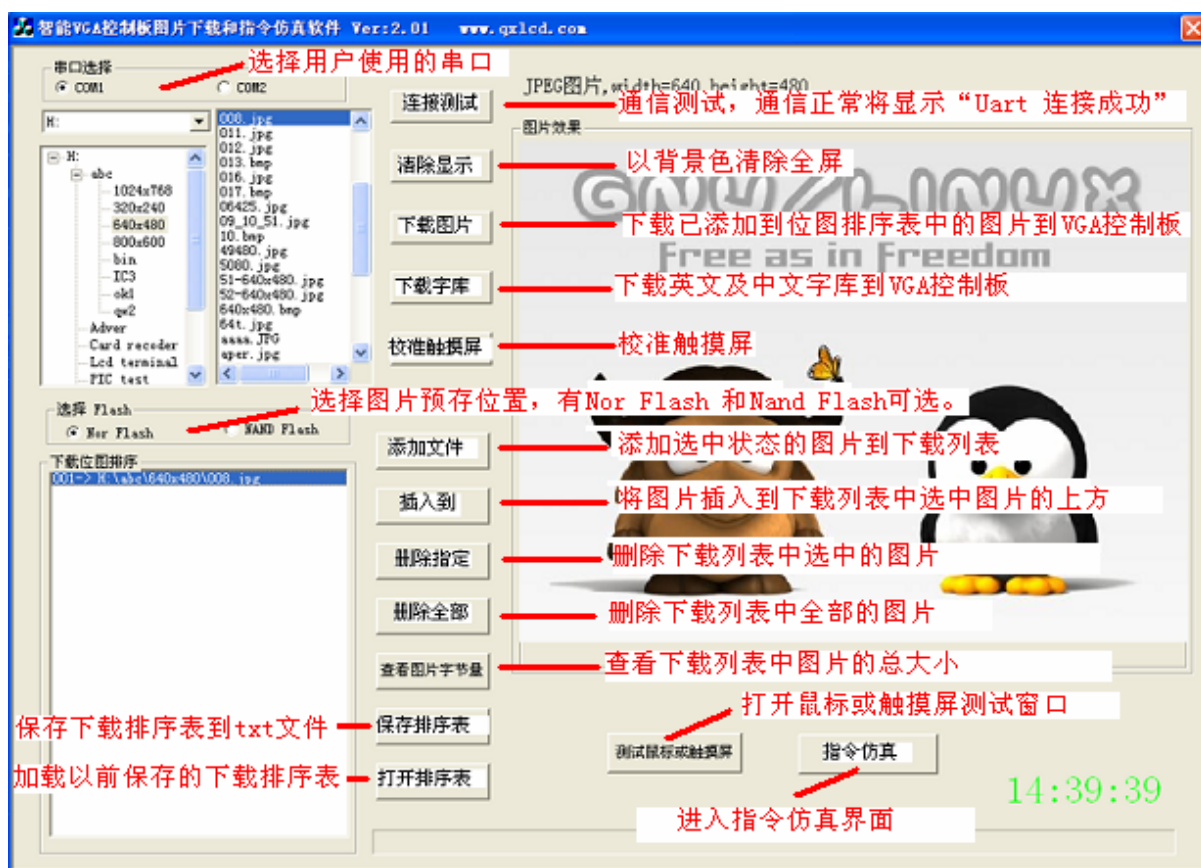 智能VGA控制板图片下载和指令仿真软件 Ver:2.01 www.qxlcd.com
串口选择
选择用户使用的串口
COM1
COM2
连接测试
JPEG图片,width=640,height=480
通信测试，通信正常将显示“Uart 连接成功”
H:
图片效果
008.jpg
011.jpg
012.jpg
013.bmp
016.jpg
017.bmp
06425.jpg
09_10_51.jpg
10.bmp
49480.jpg
5080.jpg
51-640x480.jpg
52-640x480.jpg
640x480.bmp
64t.jpg
aaaa.JPG
aper.jpg
H:
abc
1024x768
320x240
640x480
800x600
bin
IC3
ok1
qw2
Adver
Card recoder
Lcd terminal
PIC test
清除显示
以背景色清除全屏
GNU/LINUX
下载图片
下载已添加到位图排序表中的图片到VGA控制板
Free as in Freedom
下载字库
下载英文及中文字库到VGA控制板
校准触摸屏
校准触摸屏
选择 Flash
选择图片预存位置，有Nor Flash 和Nand Flash可选。
Nor Flash
NAND Flash
添加文件
添加选中状态的图片到下载列表
下载位图排序
001-> H:\abc\640x480\008.jpg
插入到
将图片插入到下载列表中选中图片的上方
删除指定
删除下载列表中选中的图片
删除全部
删除下载列表中全部的图片
查看图片字节量
查看下载列表中图片的总大小
打开鼠标或触摸屏测试窗口
保存下载排序表到txt文件
保存排序表
测试鼠标或触摸屏
指令仿真
加载以前保存的下载排序表
打开排序表
14:39:39
进入指令仿真界面